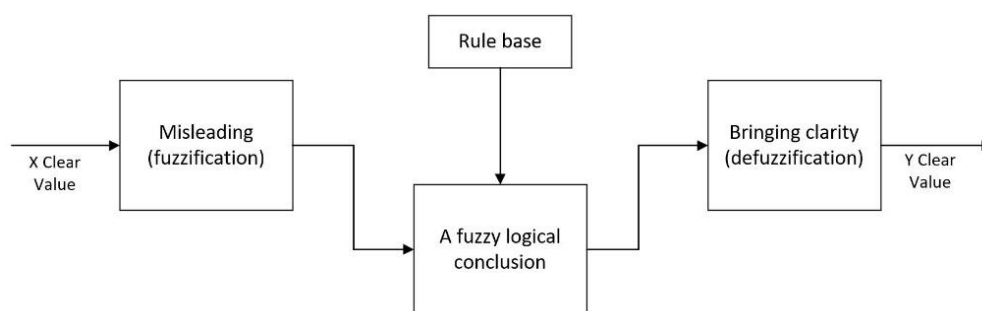 Rule base
Misleading
(fuzzification)
Bringing clarity
(defuzzification)
X Clear
Value
Y Clear
Value
A fuzzy logical
conclusion